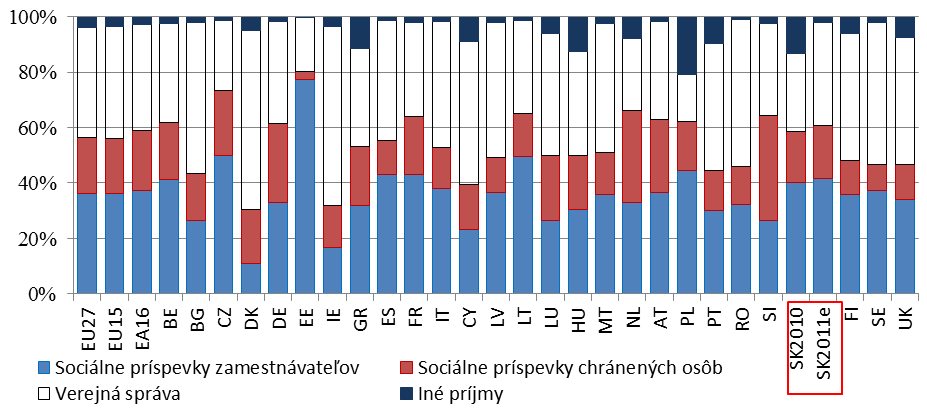 100%
80%
60%
40%
20%
0%
EU27 EU15 EA16 BE BG CZ DK DE EE IE GR ES FR IT CY LV LT LU HU MT NL AT PL PT RO SI SK2010 SK2011e FI SE UK
Sociálne príspevky zamestnávateľov Sociálne príspevky chránených osôb
Verejná správa Iné príjmy